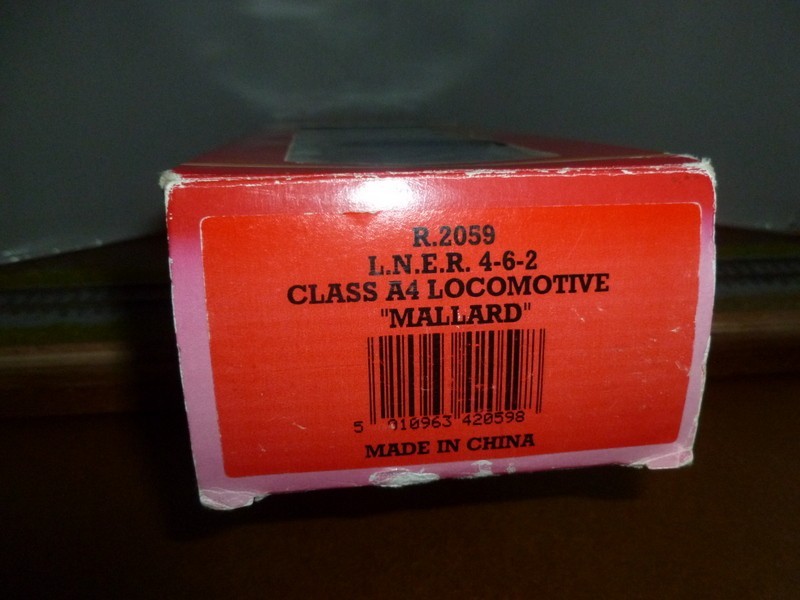 R.2059
L.N.E.R. 4-6-2
CLASS A4 LOCOMOTIVE
"MALLARD"
5 010963 420598
MADE IN CHINA